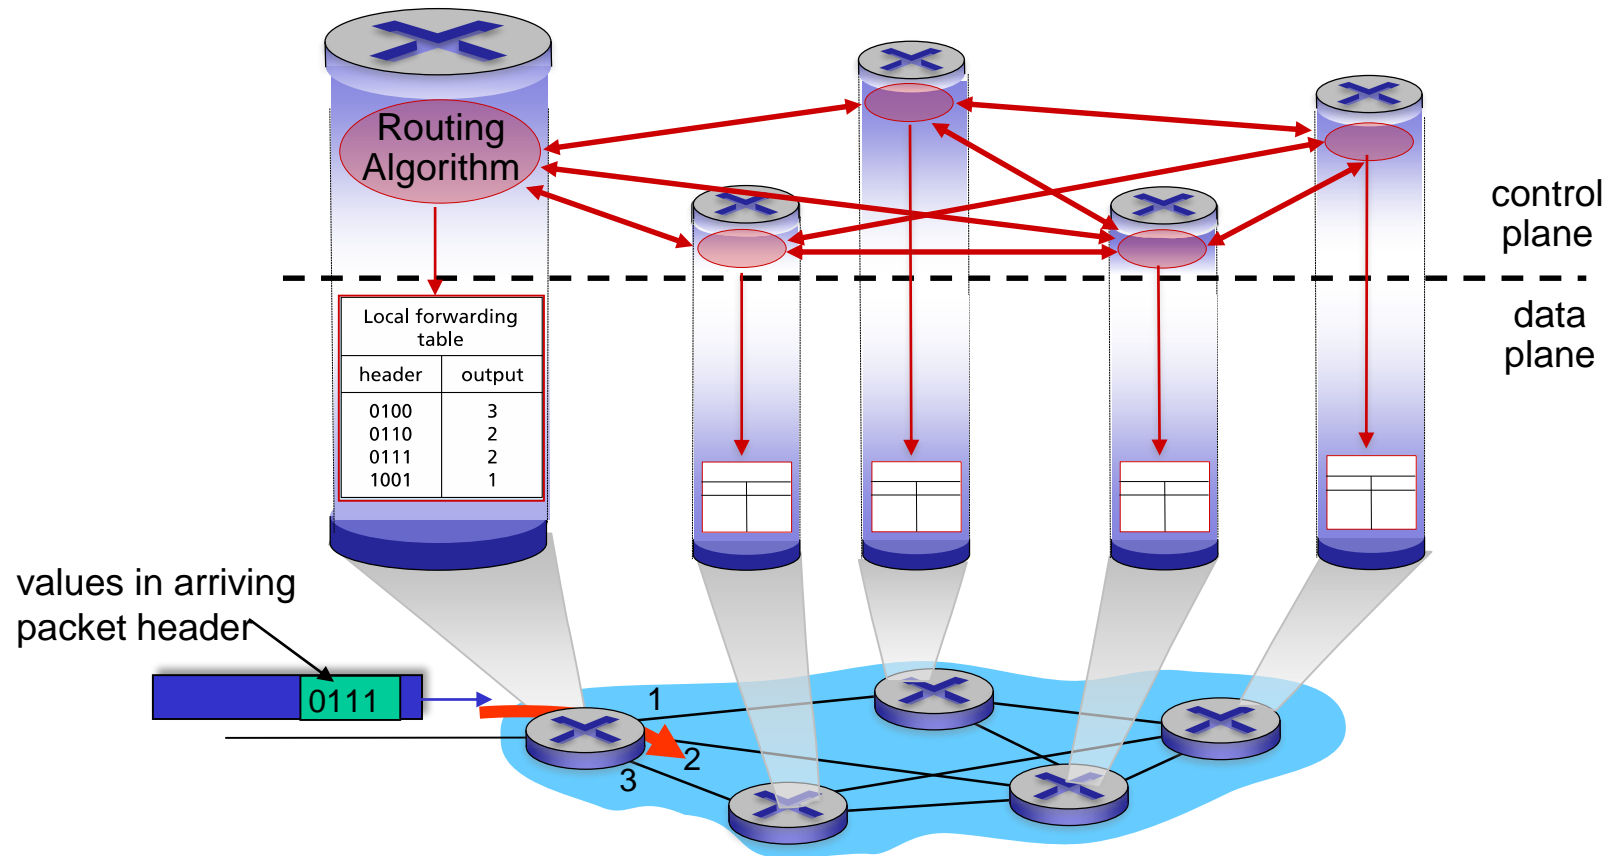 Routing
Algorithm
control
plane
data
plane
Local forwarding
table
header output
0100 3
0110 2
0111 2
1001 1
values in arriving
packet header
0111
1
2
3